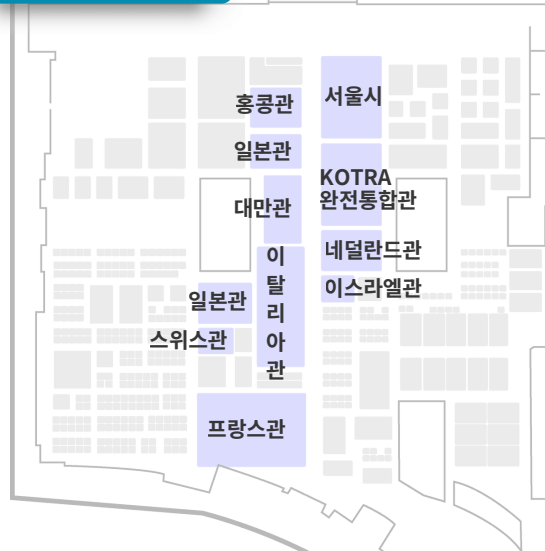 홍콩관
서울시
일본관
KOTRA
완전통합관
대만관
네덜란드관
이탈리아관
이스라엘관
일본관
스위스관
프랑스관